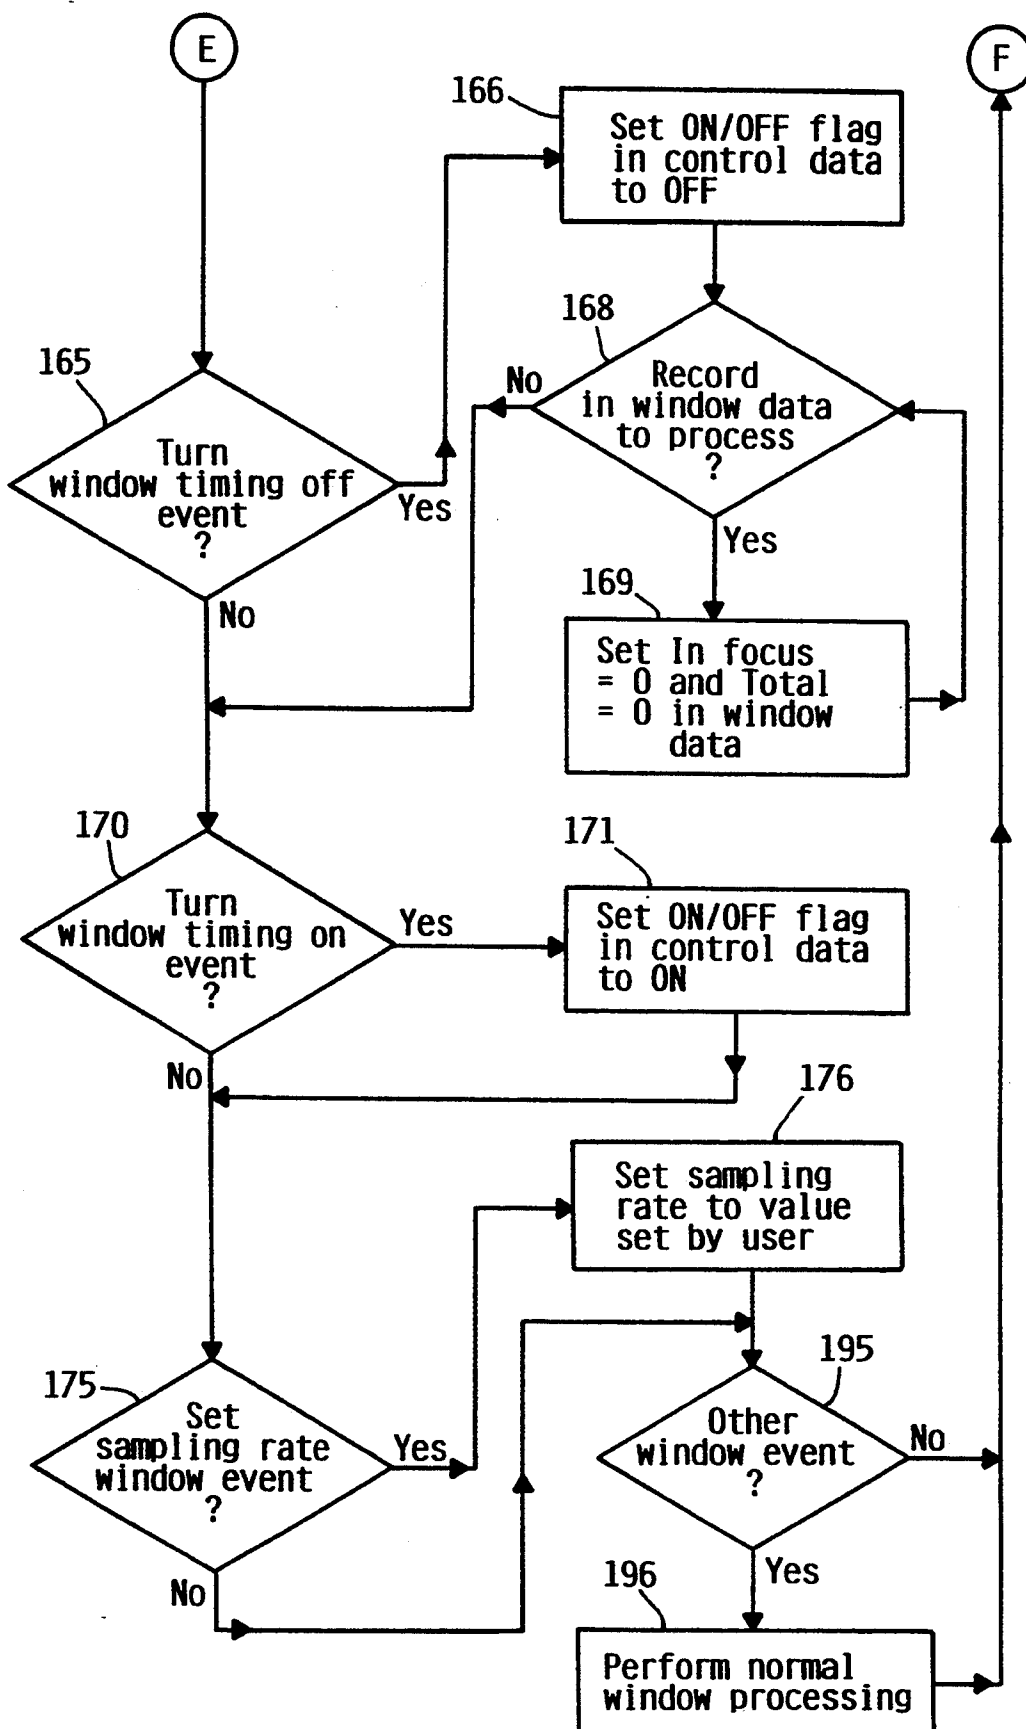 E
F
166
Set ON/OFF flag
in control data
to OFF
168
Record
in window data
to process
?
No
Yes
165
Turn
window timing off
event
?
Yes
No
169
Set In focus
= 0 and Total
= 0 in window
data
170
Turn
window timing on
event
?
Yes
No
171
Set ON/OFF flag
in control data
to ON
176
Set sampling
rate to value
set by user
175
Set
sampling rate
window event
?
Yes
No
195
Other
window event
?
No
Yes
196
Perform normal
window processing